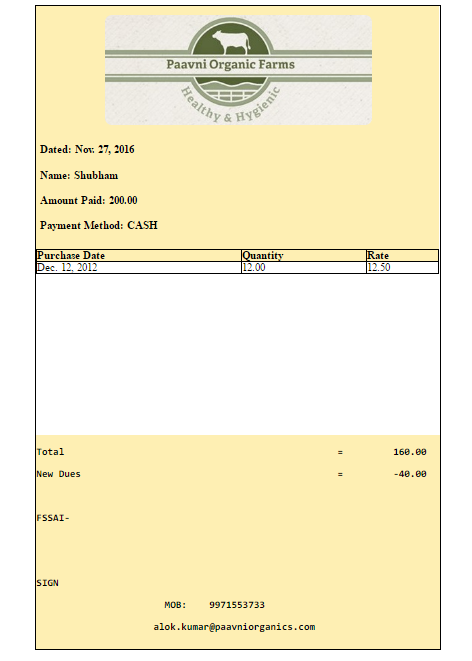 Paavni Organic Farms
Healthy & Hygienic
Dated: Nov. 27, 2016
Name: Shubham
Amount Paid: 200.00
Payment Method: CASH
Purchase Date Quantity Rate
Dec. 12, 2012 12.00 12.50
Total = 160.00
New Dues = -40.00
FSSAI-
SIGN
MOB: 9971553733
alok.kumar@paavniorganics.com